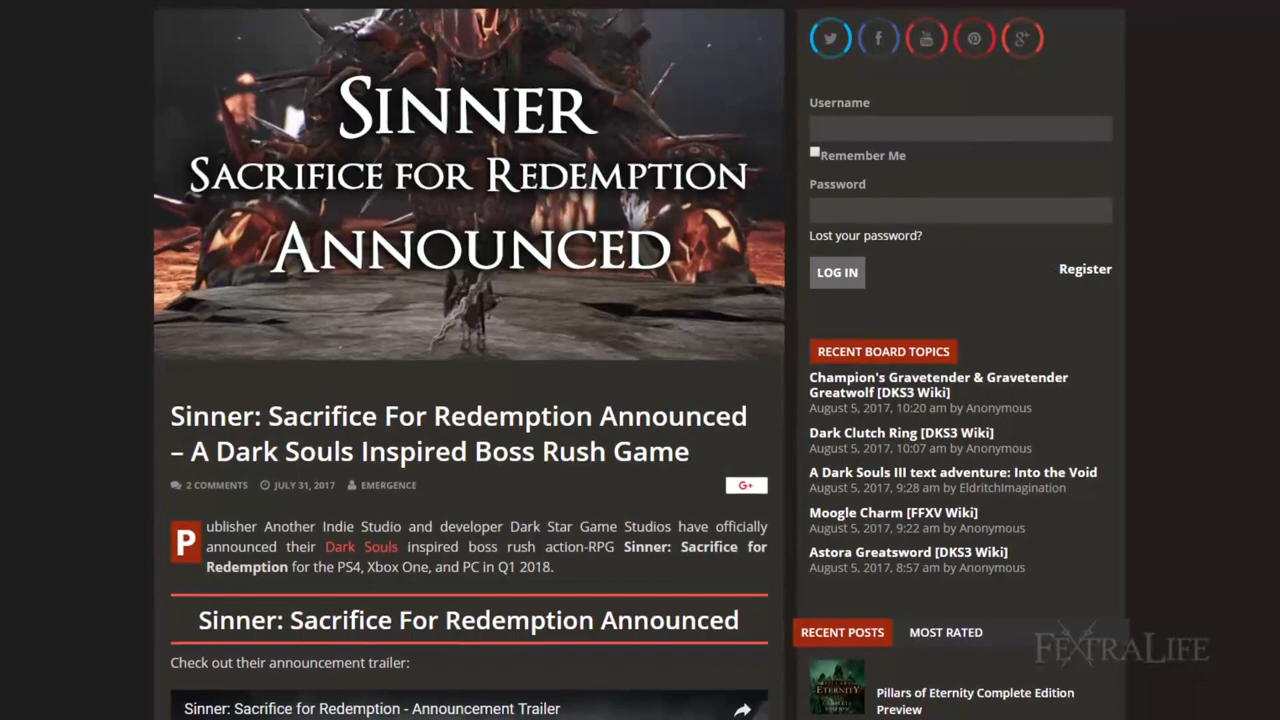 SINNER
SACRIFICE FOR REDEMPTION
ANNOUNCED
Sinner: Sacrifice For Redemption Announced
– A Dark Souls Inspired Boss Rush Game
2 COMMENTS JULY 31, 2017 EMERGENCE
G+
Publisher Another Indie Studio and developer Dark Star Game Studios have officially
announced their Dark Souls inspired boss rush action-RPG Sinner: Sacrifice for
Redemption for the PS4, Xbox One, and PC in Q1 2018.
Sinner: Sacrifice For Redemption Announced
Check out their announcement trailer:
Sinner: Sacrifice for Redemption - Announcement Trailer
Username
Remember Me
Password
Lost your password?
LOG IN
Register
RECENT BOARD TOPICS
Champion's Gravetender & Gravetender
Greatwolf [DKS3 Wiki]
August 5, 2017, 10:20 am by Anonymous
Dark Clutch Ring [DKS3 Wiki]
August 5, 2017, 10:07 am by Anonymous
A Dark Souls III text adventure: Into the Void
August 5, 2017, 9:28 am by EldritchImagination
Moogle Charm [FFXV Wiki]
August 5, 2017, 9:22 am by Anonymous
Astora Greatsword [DKS3 Wiki]
August 5, 2017, 8:57 am by Anonymous
RECENT POSTS MOST RATED
FEXTRALIFE
PILLARS OF
ETERNITY
Pillars of Eternity Complete Edition
Preview